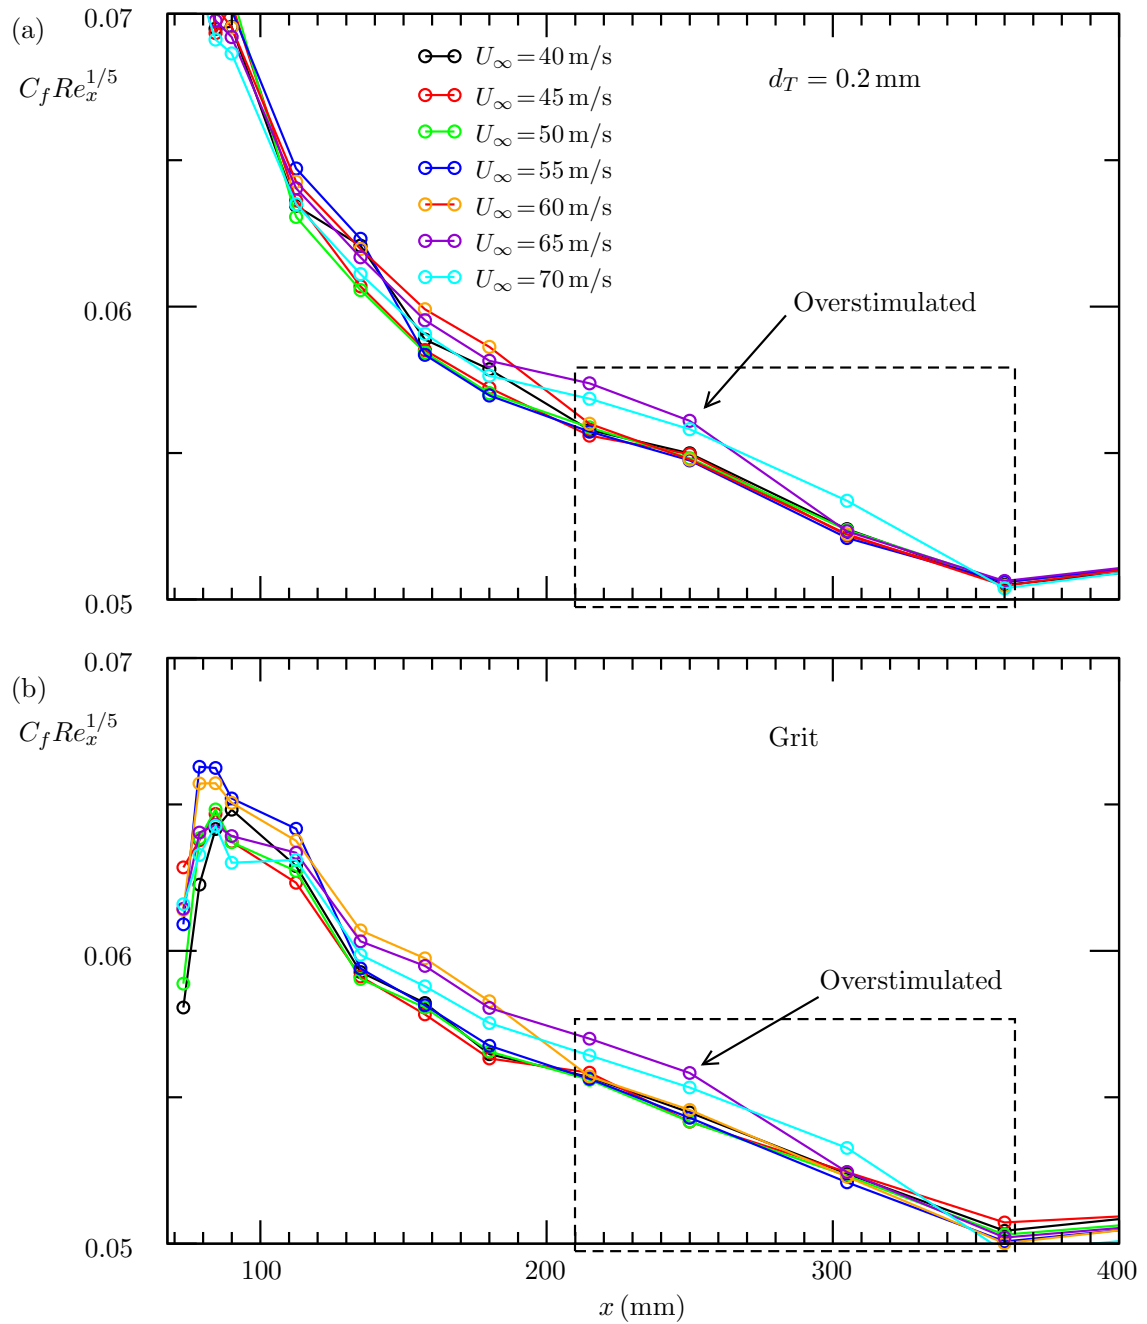 (a)
0.07
C_f Re_x^{1/5}
U_∞ = 40 m/s
d_T = 0.2 mm
U_∞ = 45 m/s
U_∞ = 50 m/s
U_∞ = 55 m/s
U_∞ = 60 m/s
U_∞ = 65 m/s
U_∞ = 70 m/s
0.06
Overstimulated
0.05
0.07
(b)
C_f Re_x^{1/5}
Grit
0.06
Overstimulated
0.05
100 200 300 400
x (mm)